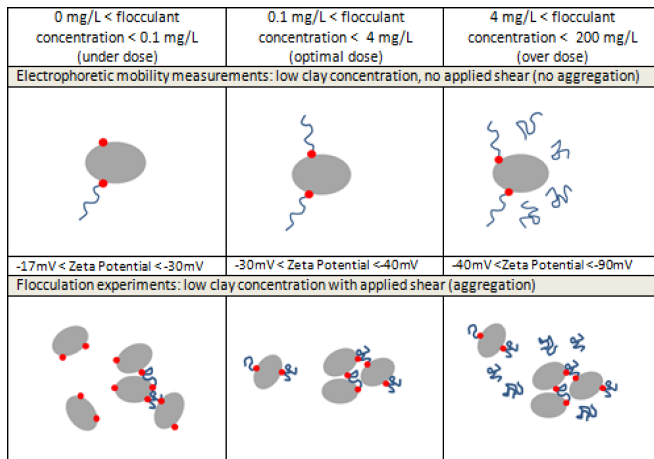 0 mg/L < flocculant
concentration < 0.1 mg/L
(under dose)
0.1 mg/L < flocculant
concentration < 4 mg/L
(optimal dose)
4 mg/L < flocculant
concentration < 200 mg/L
(over dose)
Electrophoretic mobility measurements: low clay concentration, no applied shear (no aggregation)
-17mV < Zeta Potential <-30mV
-30mV < Zeta Potential <-40mV
-40mV <Zeta Potential <-90mV
Flocculation experiments: low clay concentration with applied shear (aggregation)